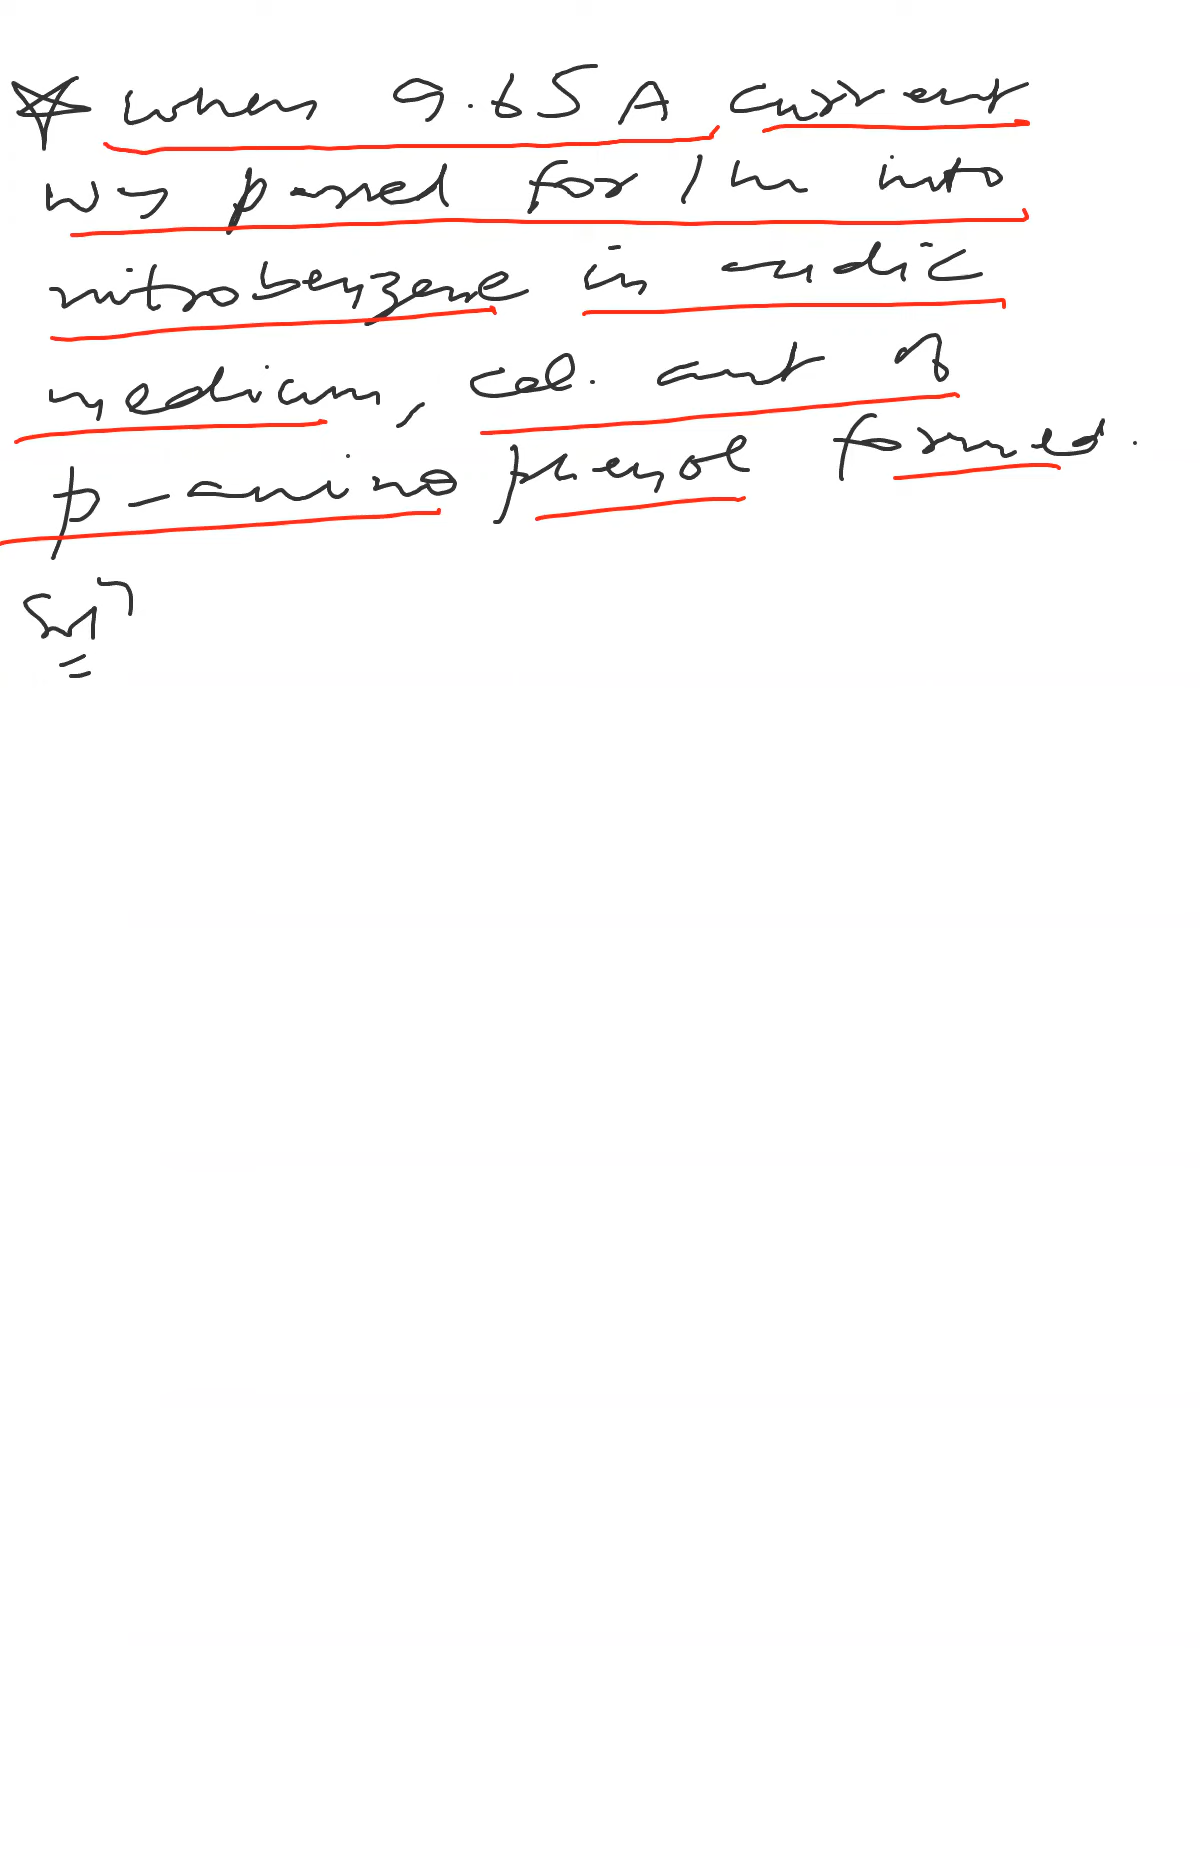 when 9.65 A current
was passed for 1 hr into
nitrobenzene in acidic
medium, cal. amt of
p-amino phenol formed.
Solⁿ